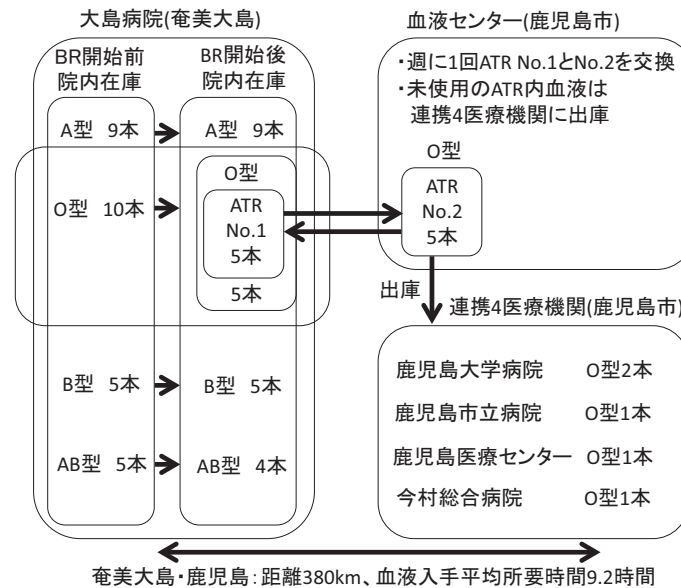 大島病院(奄美大島)
BR開始前
院内在庫
BR開始後
院内在庫
A型 9本
A型 9本
O型 10本
O型
ATR
No.1
5本
5本
B型 5本
B型 5本
AB型 5本
AB型 4本
血液センター(鹿児島市)
・週に1回ATR No.1とNo.2を交換
・未使用のATR内血液は
連携4医療機関に出庫
O型
ATR
No.2
5本
出庫
連携4医療機関(鹿児島市)
鹿児島大学病院 O型2本
鹿児島市立病院 O型1本
鹿児島医療センター O型1本
今村総合病院 O型1本
奄美大島・鹿児島：距離380km、血液入手平均所要時間9.2時間